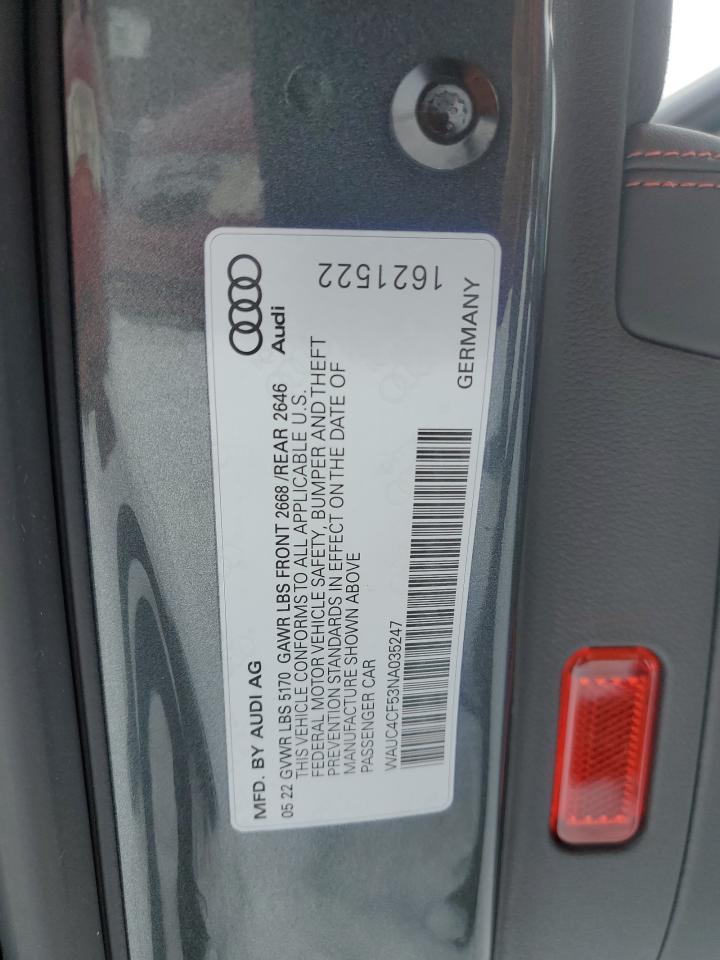 MFD. BY AUDI AG
Audi
05 22 GVWR LBS 5170 GAWR LBS FRONT 2668/REAR 2646
THIS VEHICLE CONFORMS TO ALL APPLICABLE U.S.
FEDERAL MOTOR VEHICLE SAFETY, BUMPER AND THEFT
PREVENTION STANDARDS IN EFFECT ON THE DATE OF
MANUFACTURE SHOWN ABOVE
PASSENGER CAR
WAUC4CF53NA035247
GERMANY
1621522